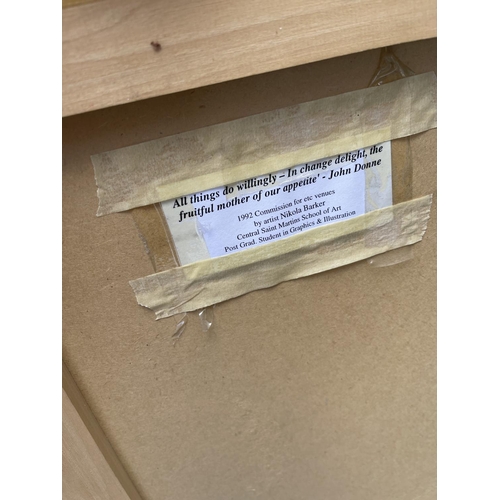 All things do willingly – In change delight, the
fruitful mother of our appetite' - John Donne
1992 Commission for etc venues
by artist Nikola Barker
Central Saint Martins School of Art
Post Grad. Student in Graphics & Illustration